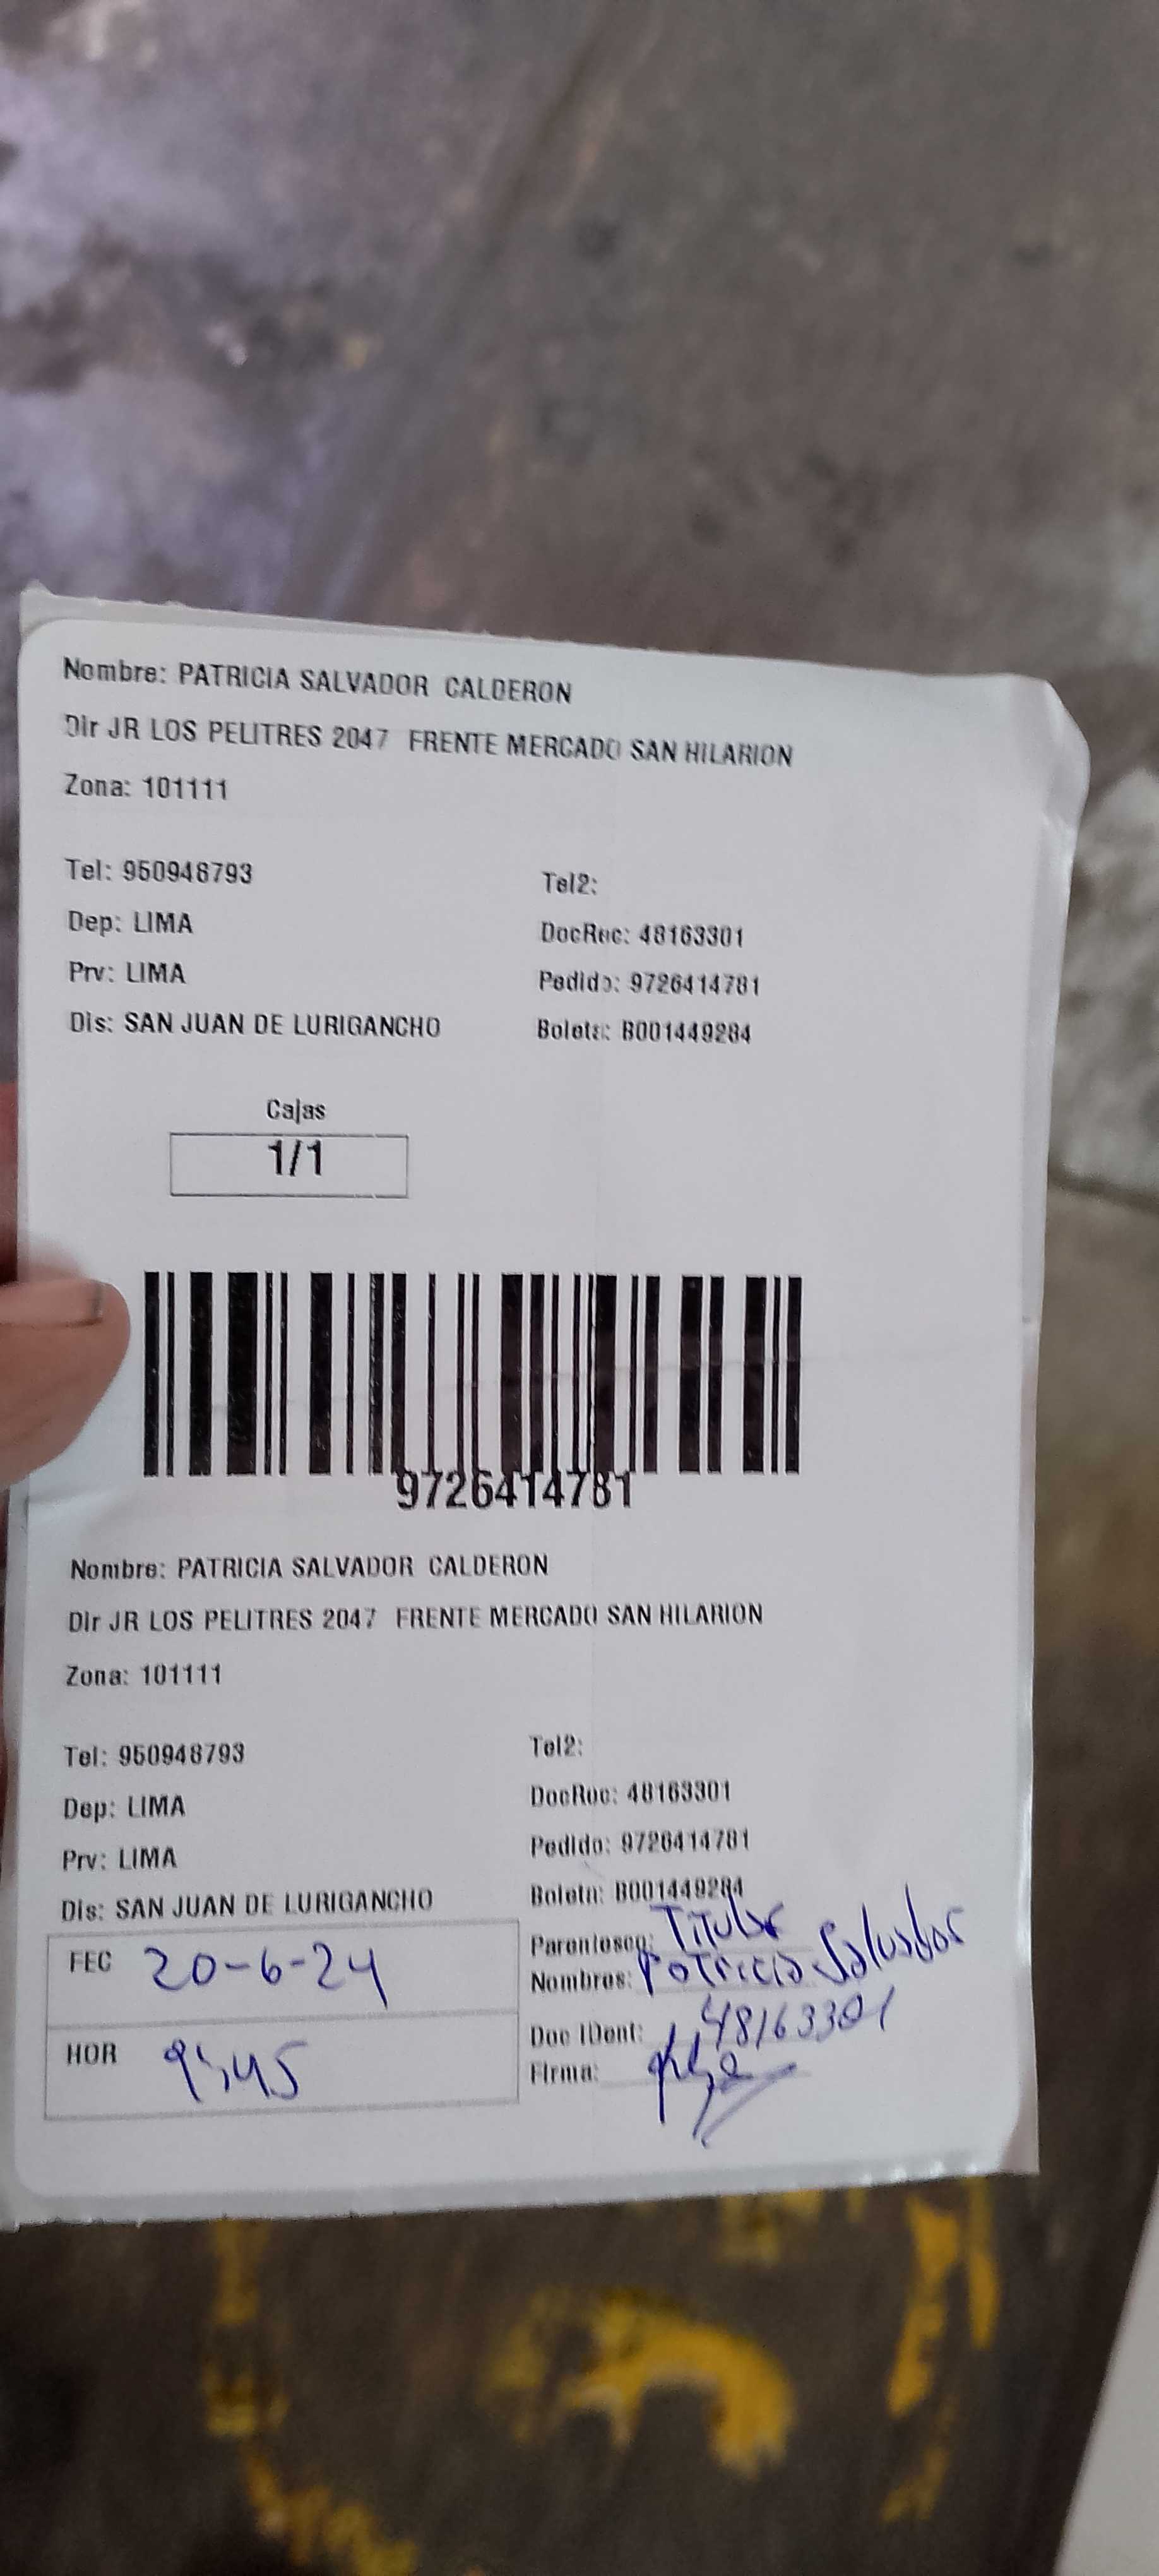 Nombre: PATRICIA SALVADOR CALDERON
Dir JR LOS PELITRES 2047 FRENTE MERCADO SAN HILARION
Zona: 101111
Tel: 950948793 Tel2:
Dep: LIMA DocRec: 48163301
Prv: LIMA Pedido: 9726414781
Dis: SAN JUAN DE LURIGANCHO Boleta: B001449284
Cajas
1/1
9726414781
Nombre: PATRICIA SALVADOR CALDERON
Dir JR LOS PELITRES 2047 FRENTE MERCADO SAN HILARION
Zona: 101111
Tel: 950948793 Tel2:
Dep: LIMA DocRec: 48163301
Prv: LIMA Pedido: 9726414781
Dis: SAN JUAN DE LURIGANCHO Boleta: B001449284
FEC 20-6-24 Parentesco: Titular
Nombres: Patricia Salvador
HOR 9:45 Doc IDent: 48163301
Firma: